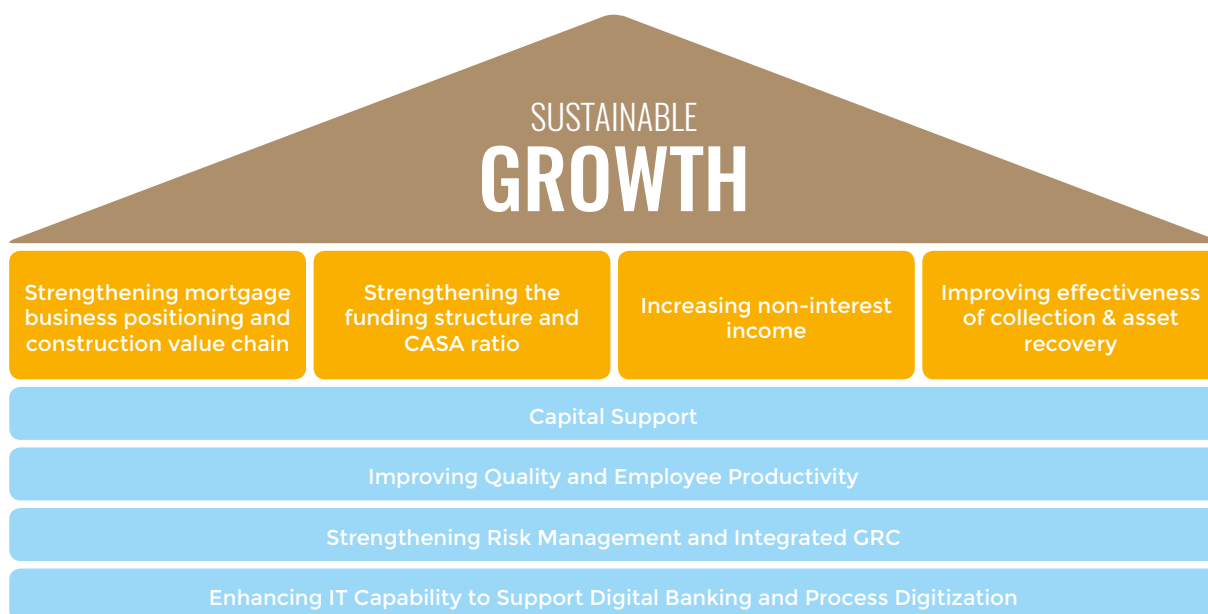 SUSTAINABLE
GROWTH
Strengthening mortgage
business positioning and
construction value chain
Strengthening the
funding structure and
CASA ratio
Increasing non-interest
income
Improving effectiveness
of collection & asset
recovery
Capital Support
Improving Quality and Employee Productivity
Strengthening Risk Management and Integrated GRC
Enhancing IT Capability to Support Digital Banking and Process Digitization